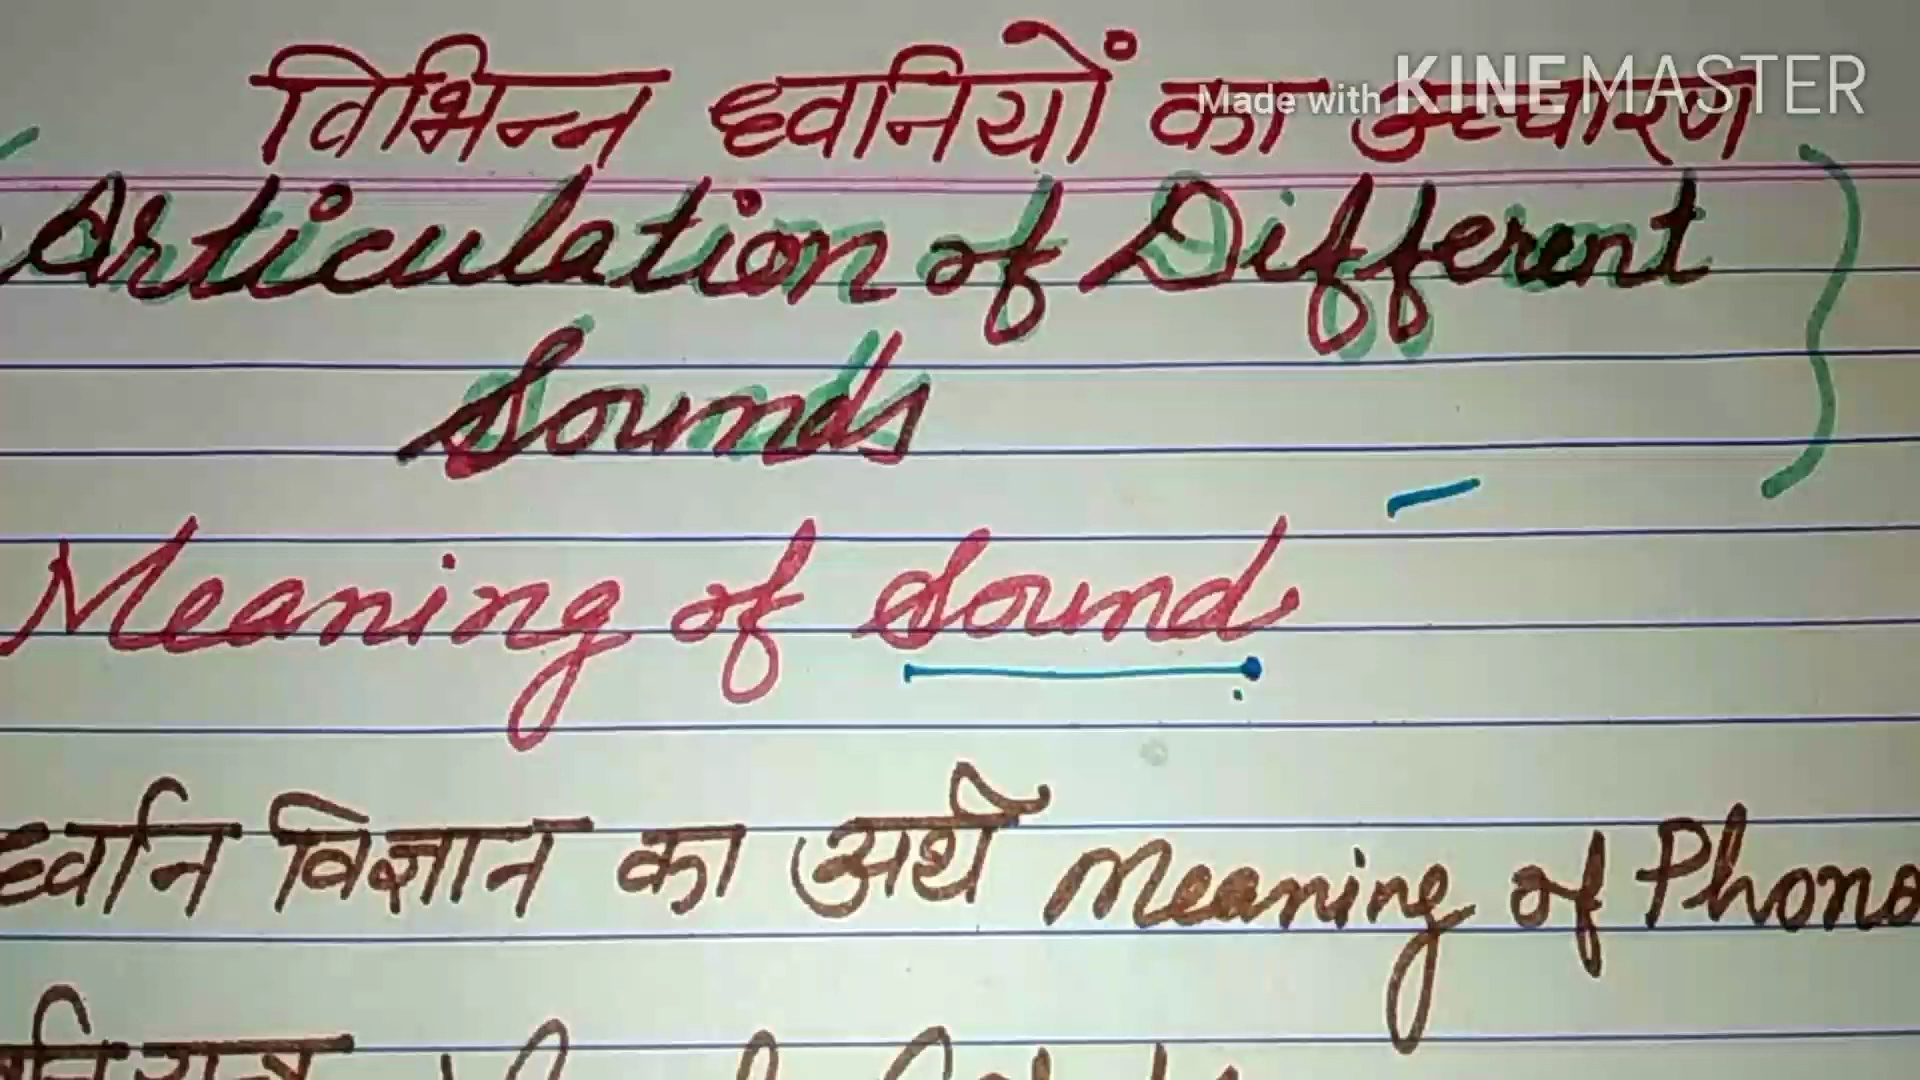 विभिन्न ध्वनियों का उच्चारण
Made with KINEMASTER
Articulation of Different
Sounds
Meaning of Sound
ध्वनि विज्ञान का अर्थ Meaning of Phono